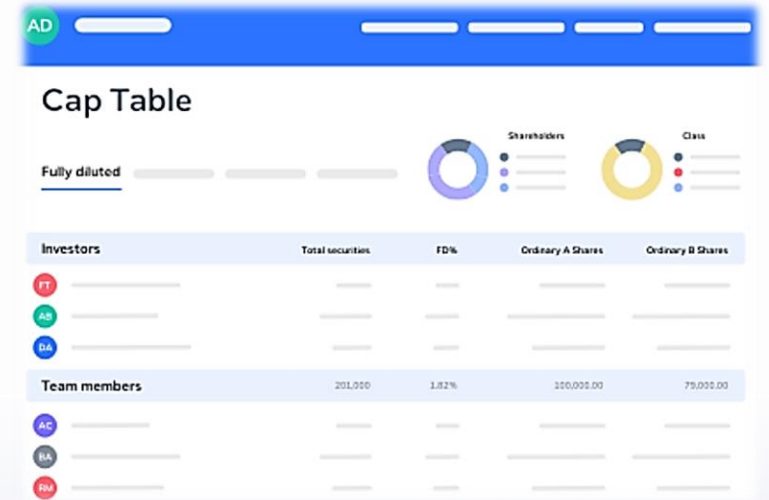 AD
Cap Table
Shareholders Class
Fully diluted
Investors Total securities FD% Ordinary A Shares Ordinary B Shares
FT
AB
DA
Team members 201,000 1.82% 100,000.00 79,000.00
AC
BA
RM